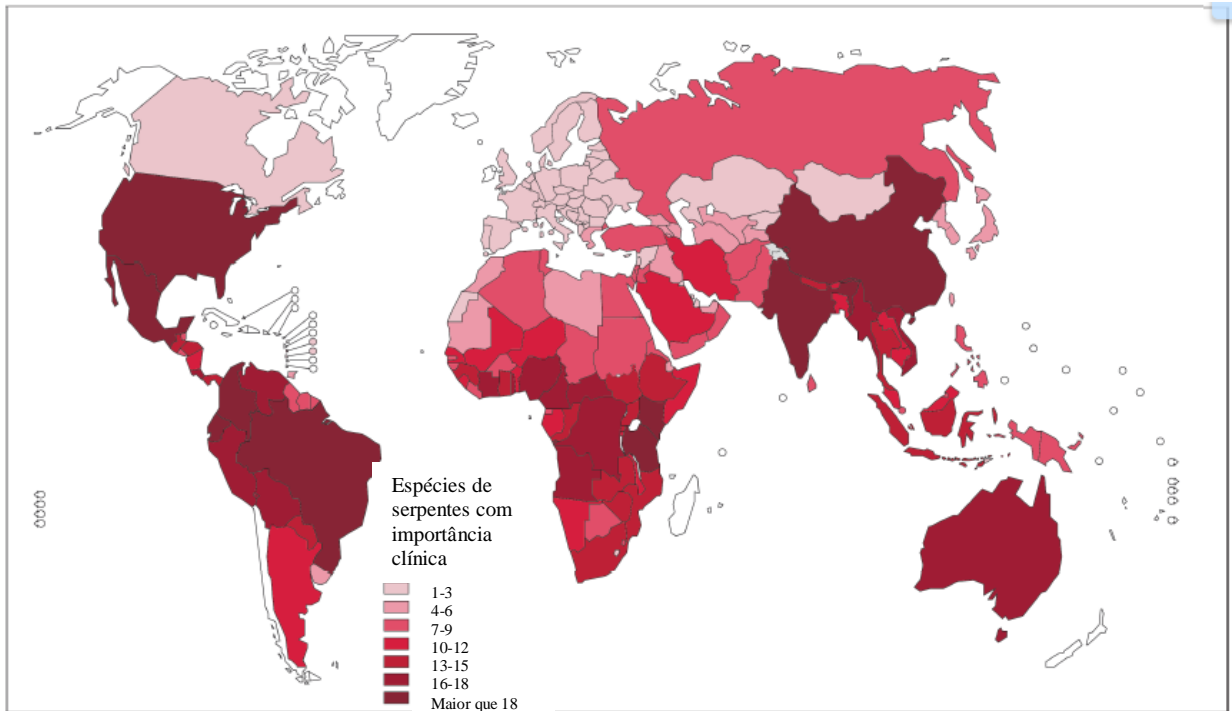 Espécies de
serpentes com
importância
clínica
1-3
4-6
7-9
10-12
13-15
16-18
Maior que 18